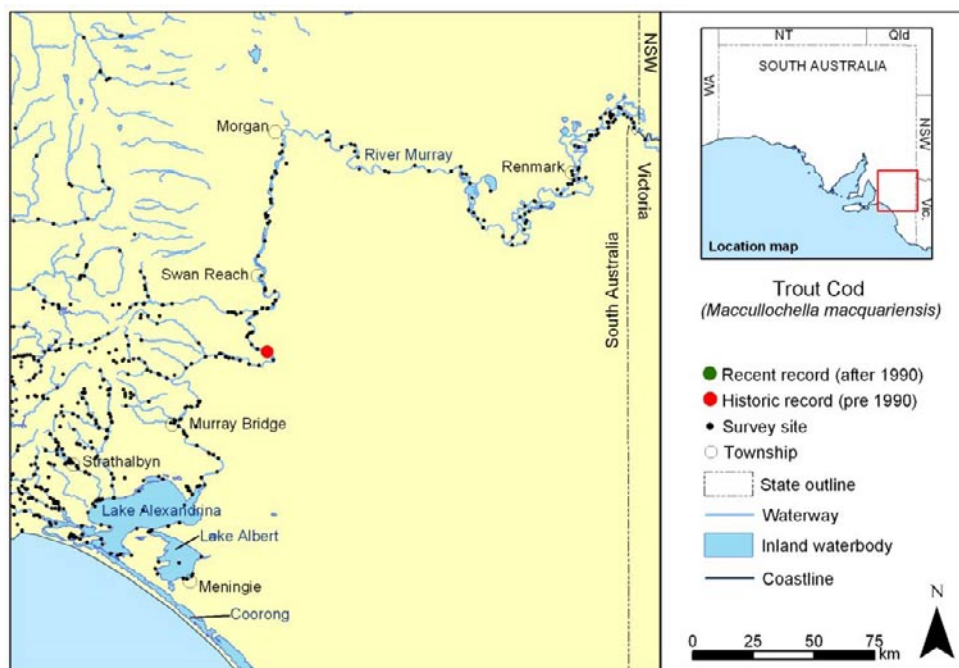 NSW
Morgan
River Murray
Renmark
Victoria
South Australia
Swan Reach
Murray Bridge
Strathalbyn
Lake Alexandrina
Lake Albert
Meningie
Coorong
NT
Qld
SOUTH AUSTRALIA
WA
NSW
Vic.
Location map
Trout Cod
(Maccullochella macquariensis)
Recent record (after 1990)
Historic record (pre 1990)
Survey site
Township
State outline
Waterway
Inland waterbody
Coastline
N
0 25 50 75
km